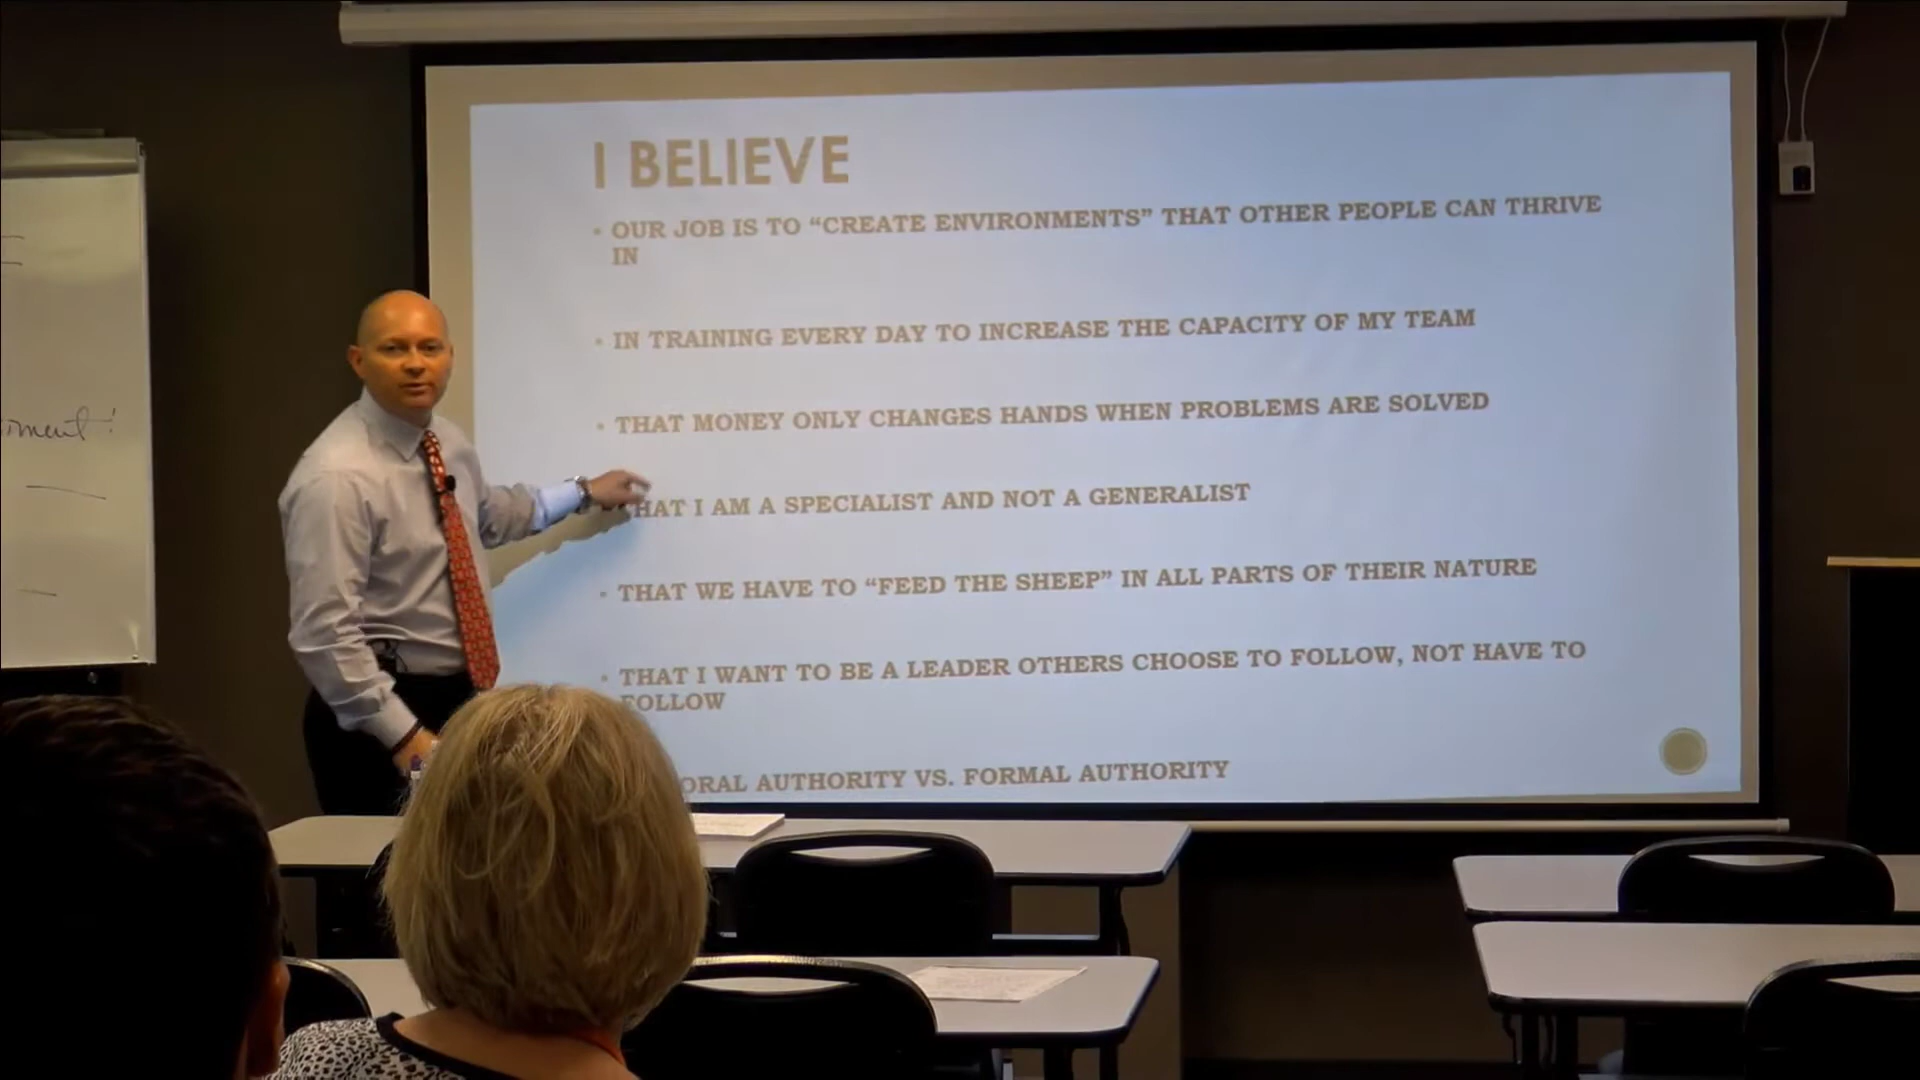 I BELIEVE
OUR JOB IS TO “CREATE ENVIRONMENTS” THAT OTHER PEOPLE CAN THRIVE
IN
IN TRAINING EVERY DAY TO INCREASE THE CAPACITY OF MY TEAM
THAT MONEY ONLY CHANGES HANDS WHEN PROBLEMS ARE SOLVED
HAT I AM A SPECIALIST AND NOT A GENERALIST
THAT WE HAVE TO “FEED THE SHEEP” IN ALL PARTS OF THEIR NATURE
THAT I WANT TO BE A LEADER OTHERS CHOOSE TO FOLLOW, NOT HAVE TO
FOLLOW
ORAL AUTHORITY VS. FORMAL AUTHORITY